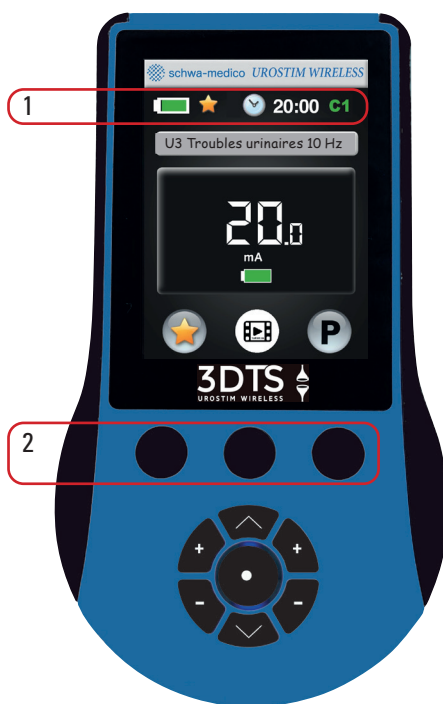 schwa-medico UROSTIM WIRELESS
1
20:00 C1
U3 Troubles urinaires 10 Hz
20.0
mA
P
3DTS
UROSTIM WIRELESS
2
+ +
- -